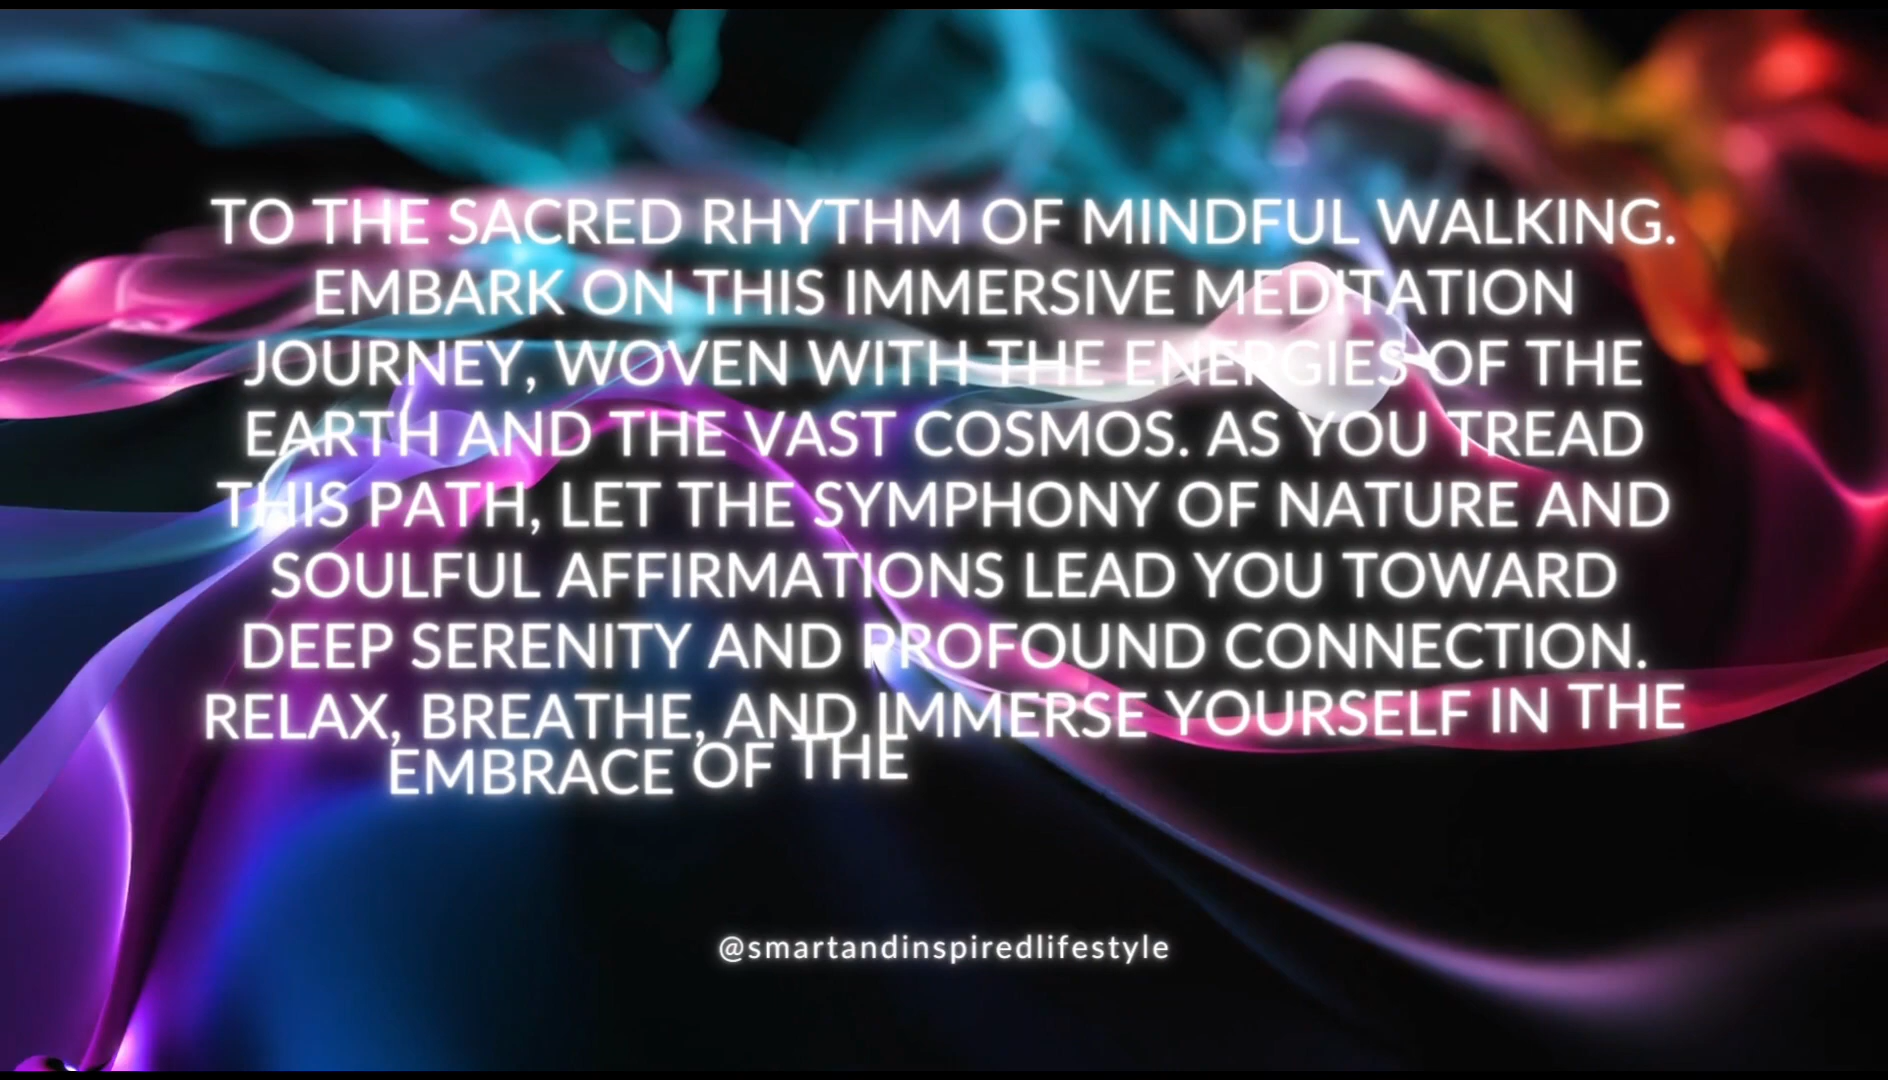 TO THE SACRED RHYTHM OF MINDFUL WALKING.
EMBARK ON THIS IMMERSIVE MEDITATION
JOURNEY, WOVEN WITH THE ENERGIES OF THE
EARTH AND THE VAST COSMOS. AS YOU TREAD
THIS PATH, LET THE SYMPHONY OF NATURE AND
SOULFUL AFFIRMATIONS LEAD YOU TOWARD
DEEP SERENITY AND PROFOUND CONNECTION.
RELAX, BREATHE, AND IMMERSE YOURSELF IN THE
EMBRACE OF THE
@smartandinspiredlifestyle